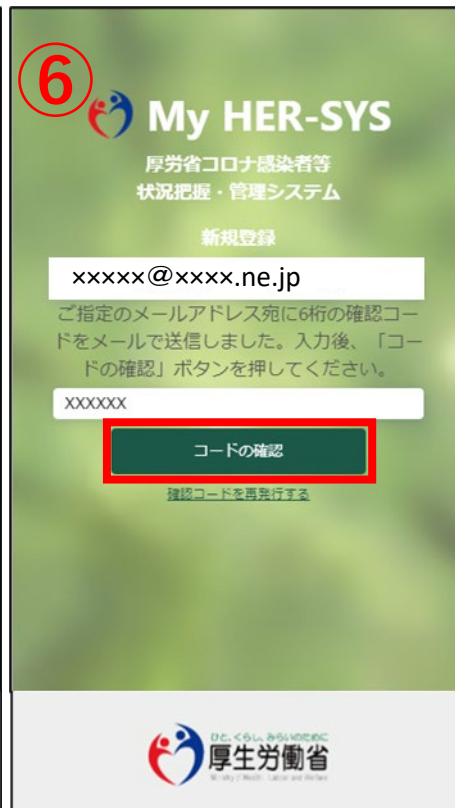 ⑥
My HER-SYS
厚労省コロナ感染者等
状況把握・管理システム
新規登録
×××××@××××.ne.jp
ご指定のメールアドレス宛に6桁の確認コー
ドをメールで送信しました。入力後、「コー
ドの確認」ボタンを押してください。
XXXXXX
コードの確認
確認コードを再発行する
ひと、くらし、みらいのために
厚生労働省
Ministry of Health, Labour and Welfare